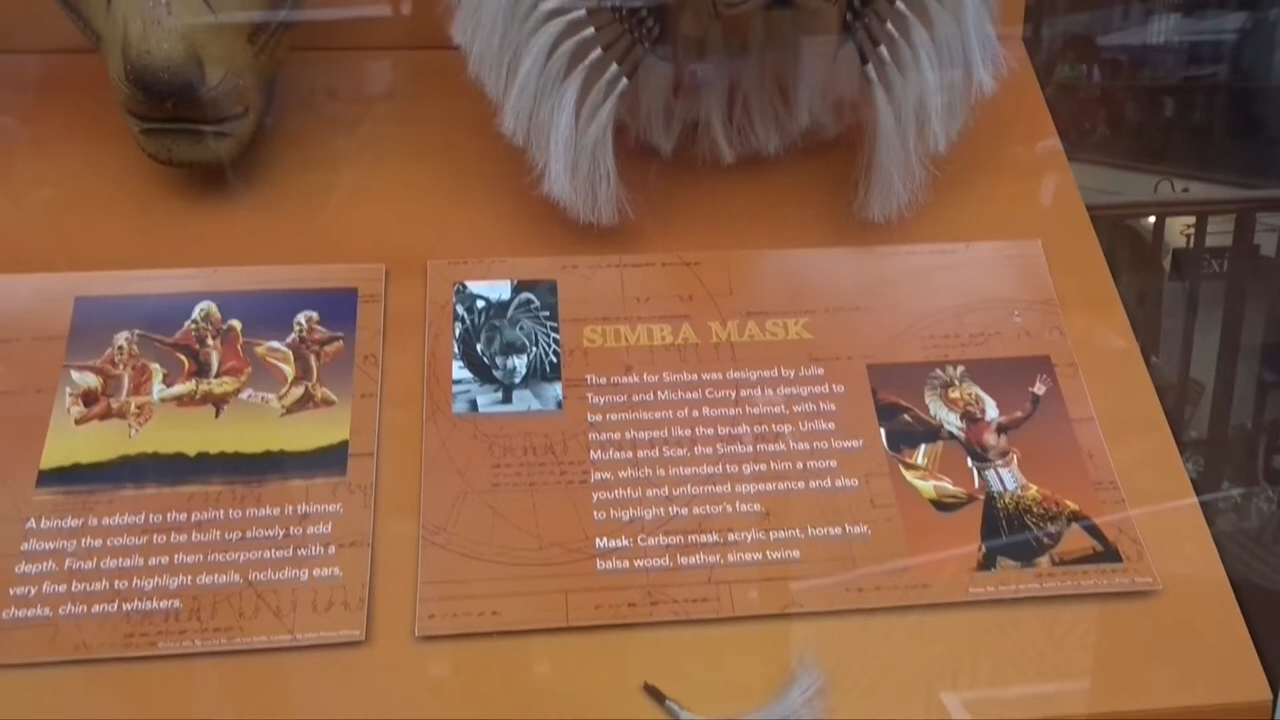 A binder is added to the paint to make it thinner,
allowing the colour to be built up slowly to add
depth. Final details are then incorporated with a
very fine brush to highlight details, including ears,
cheeks, chin and whiskers.
SIMBA MASK
The mask for Simba was designed by Julie
Taymor and Michael Curry and is designed to
be reminiscent of a Roman helmet, with his
mane shaped like the brush on top. Unlike
Mufasa and Scar, the Simba mask has no lower
jaw, which is intended to give him a more
youthful and unformed appearance and also
to highlight the actor's face.
Mask: Carbon mask, acrylic paint, horse hair,
balsa wood, leather, sinew twine